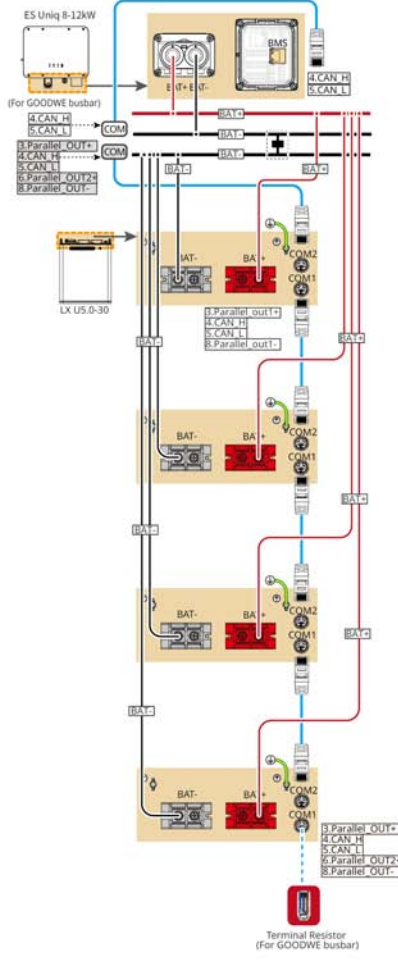 ES Uniq 8-12kW
BMS
BAT+ BAT-
(For GOODWE busbar)
4.CAN_H
5.CAN_L
4.CAN_H
5.CAN_L
COM
BAT+
BAT-
3.Parallel_OUT+
4.CAN_H
5.CAN_L
6.Parallel_OUT2+
8.Parallel_OUT-
COM
BAT-
BAT-
BAT+
LX U5.0-30
BAT-
BAT+
COM2
COM1
3.Parallel_out1+
4.CAN_H
5.CAN_L
8.Parallel_out1-
BAT-
BAT+
BAT-
BAT+
COM2
COM1
BAT+
BAT-
BAT-
BAT+
COM2
COM1
BAT+
BAT-
BAT-
BAT+
COM2
COM1
3.Parallel_OUT+
4.CAN_H
5.CAN_L
6.Parallel_OUT2+
8.Parallel_OUT-
Terminal Resistor
(For GOODWE busbar)